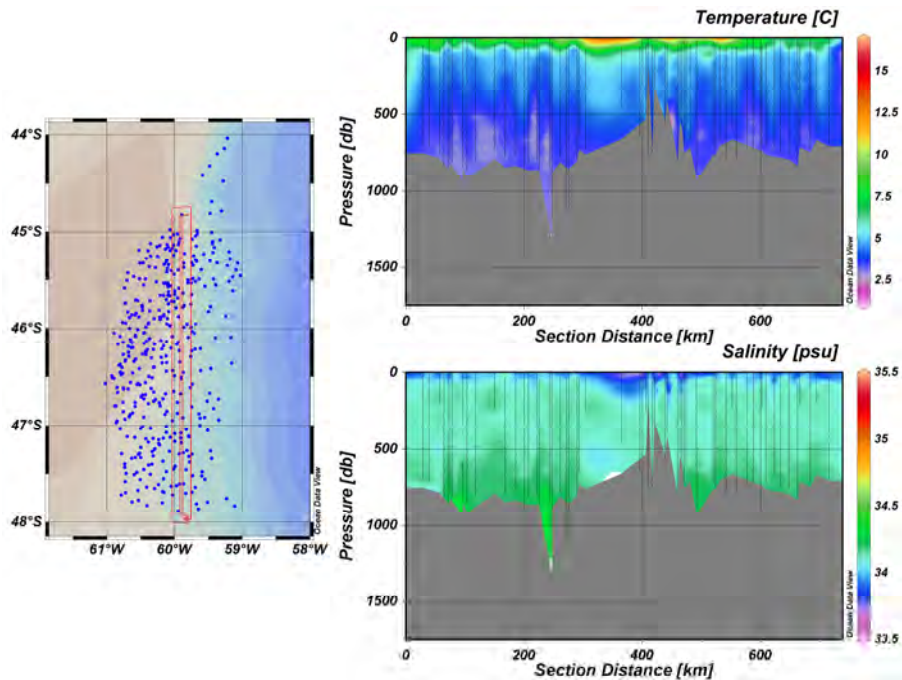 Temperature [C]
0
500
1000
1500
Pressure [db]
0
200
400
600
Section Distance [km]
15
12.5
10
7.5
5
2.5
Ocean Data View
44°S
45°S
46°S
47°S
48°S
61°W
60°W
59°W
58°W
Ocean Data View
Salinity [psu]
0
500
1000
1500
Pressure [db]
0
200
400
600
Section Distance [km]
35.5
35
34.5
34
33.5
Ocean Data View